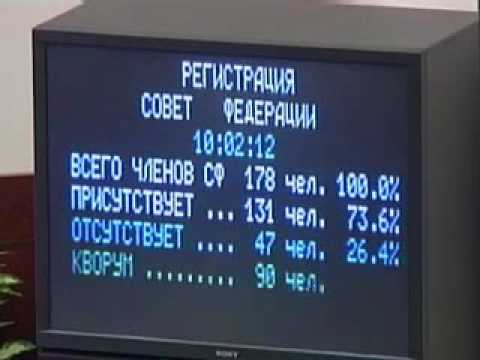 РЕГИСТРАЦИЯ
СОВЕТ ФЕДЕРАЦИИ
10:02:12
ВСЕГО ЧЛЕНОВ СФ 178 чел. 100.0%
ПРИСУТСТВУЕТ ... 131 чел. 73.6%
ОТСУТСТВУЕТ .... 47 чел. 26.4%
КВОРУМ ......... 90 чел.
SONY